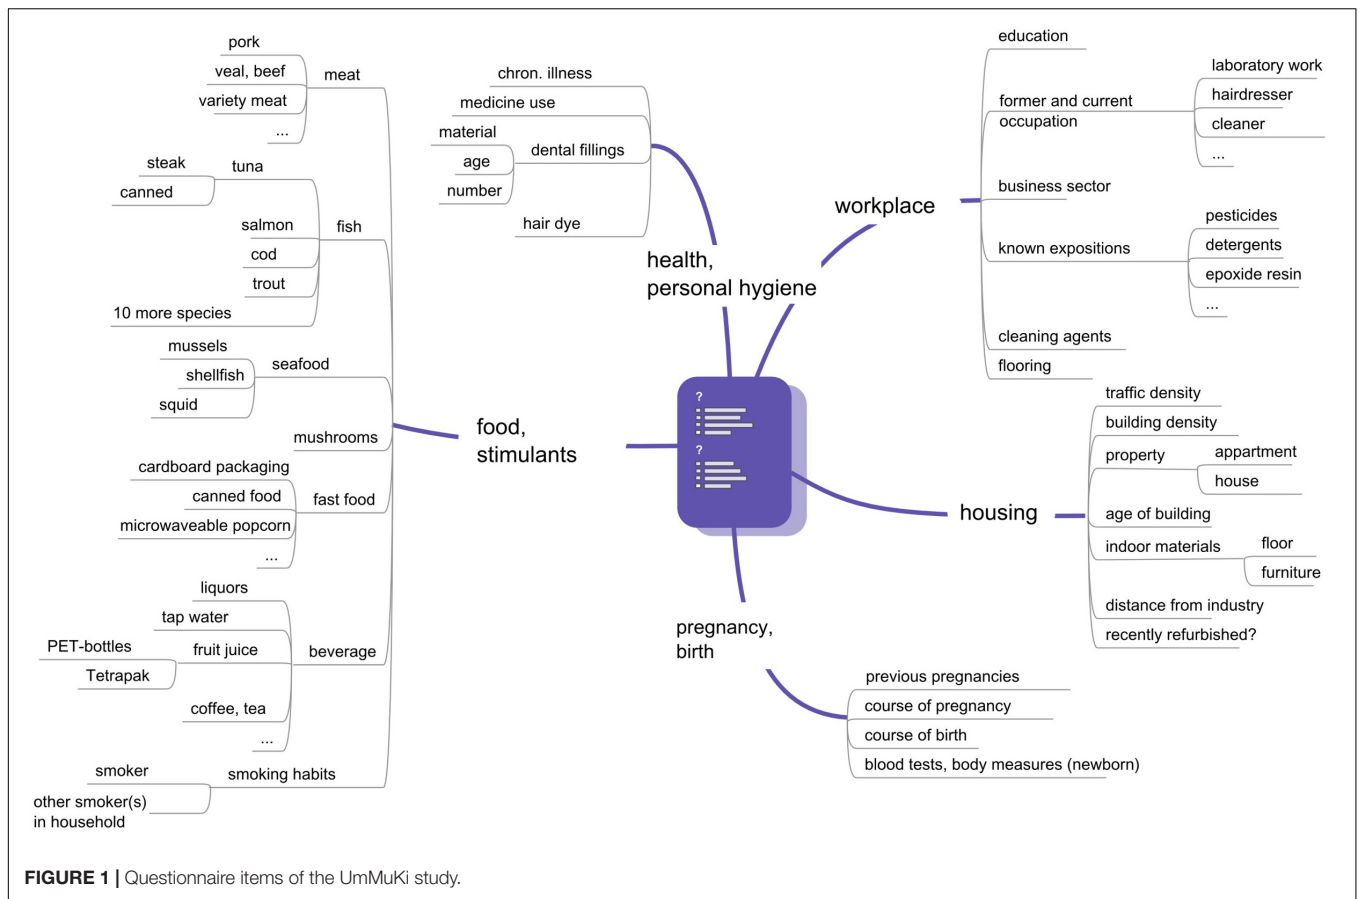 pork
veal, beef
variety meat
...
meat
steak
canned
tuna
salmon
cod
trout
10 more species
fish
mussels
shellfish
squid
seafood
mushrooms
cardboard packaging
canned food
microwaveable popcorn
...
fast food
liquors
tap water
PET-bottles
Tetrapak
fruit juice
coffee, tea
...
beverage
smoker
other smoker(s)
in household
smoking habits
food,
stimulants
chron. illness
medicine use
material
age
number
dental fillings
hair dye
health,
personal hygiene
workplace
education
former and current
occupation
laboratory work
hairdresser
cleaner
...
business sector
known expositions
pesticides
detergents
epoxide resin
...
cleaning agents
flooring
?
?
housing
traffic density
building density
property
appartment
house
age of building
indoor materials
floor
furniture
distance from industry
recently refurbished?
pregnancy,
birth
previous pregnancies
course of pregnancy
course of birth
blood tests, body measures (newborn)
FIGURE 1 | Questionnaire items of the UmMuKi study.